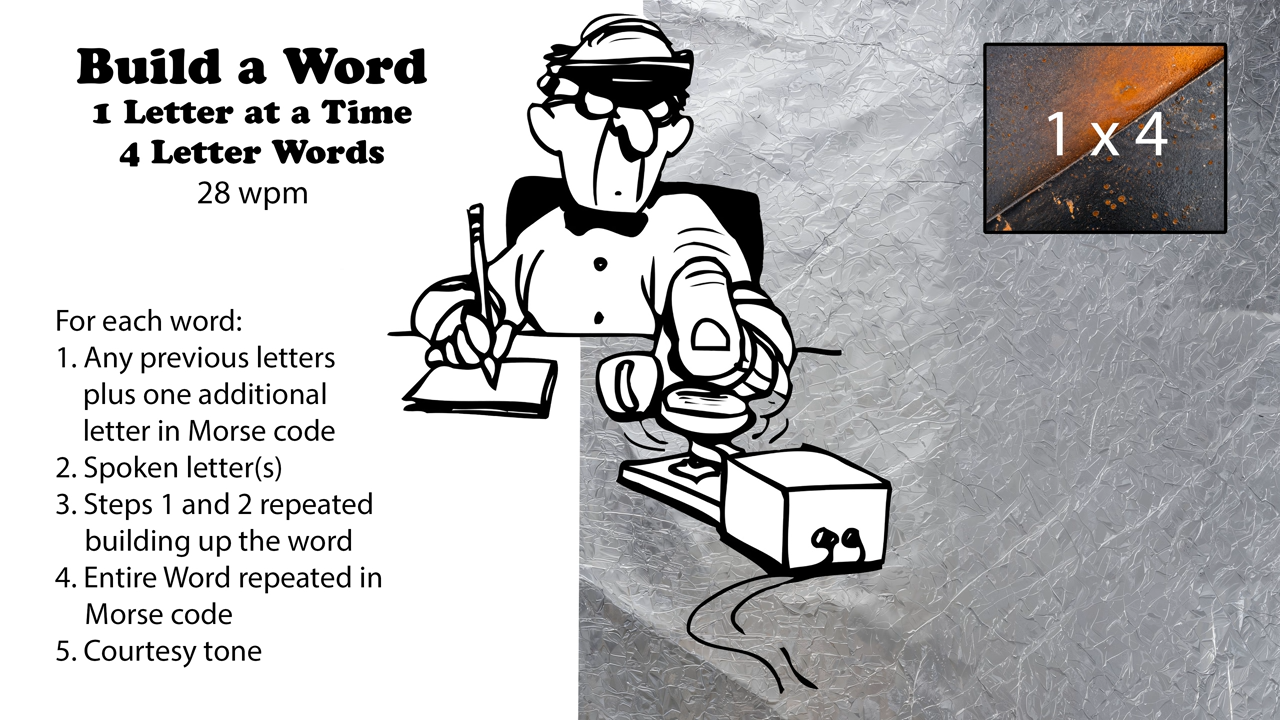 Build a Word
1 Letter at a Time
4 Letter Words
28 wpm
1 x 4
For each word:
1. Any previous letters
plus one additional
letter in Morse code
2. Spoken letter(s)
3. Steps 1 and 2 repeated
building up the word
4. Entire Word repeated in
Morse code
5. Courtesy tone